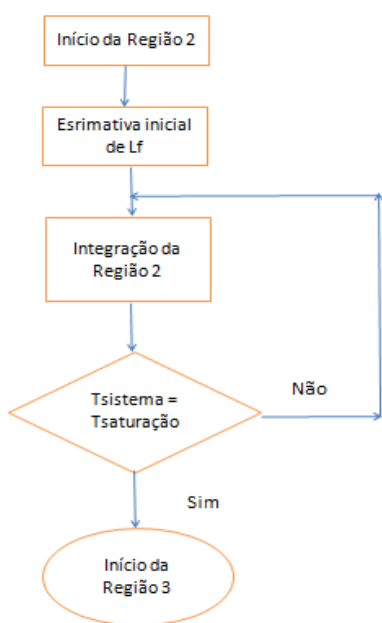 Início da Região 2
Esrimativa inicial
de Lf
Integração da
Região 2
Tsistema =
Tsaturação
Não
Sim
Início da
Região 3